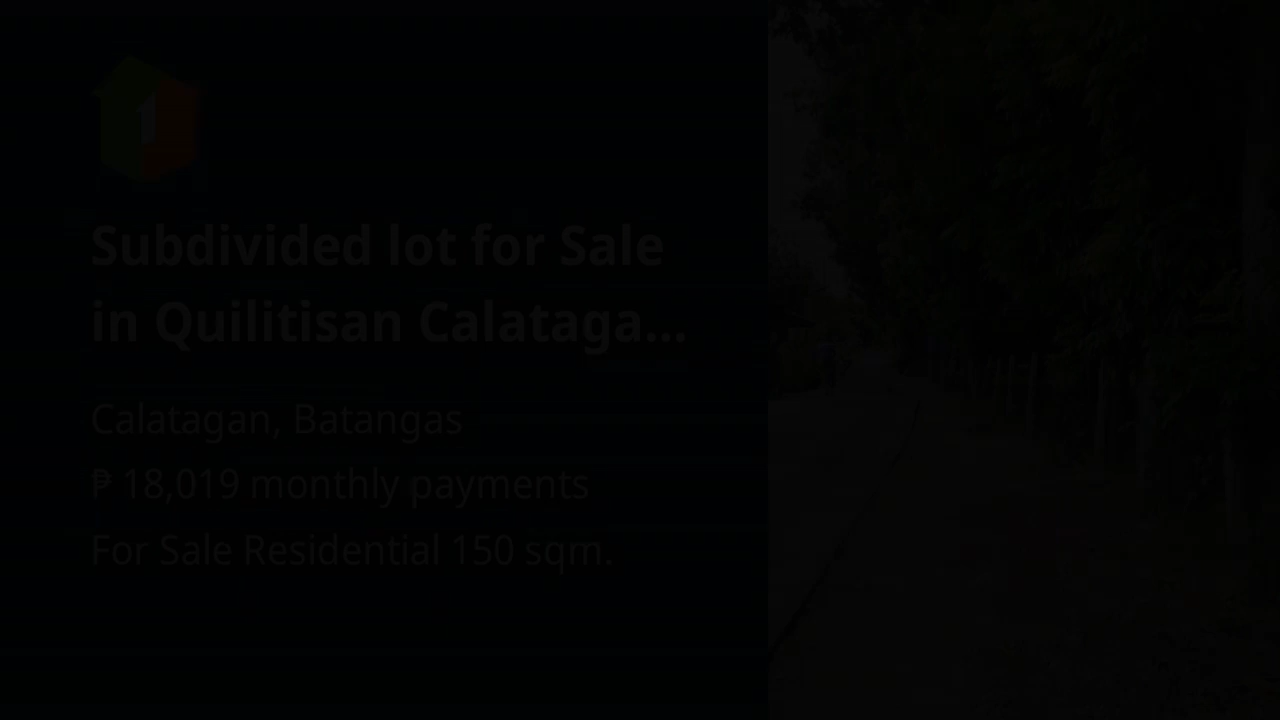 Subdivided lot for Sale
in Quilitisan Calataga...
Calatagan, Batangas
₱ 18,019 monthly payments
For Sale Residential 150 sqm.